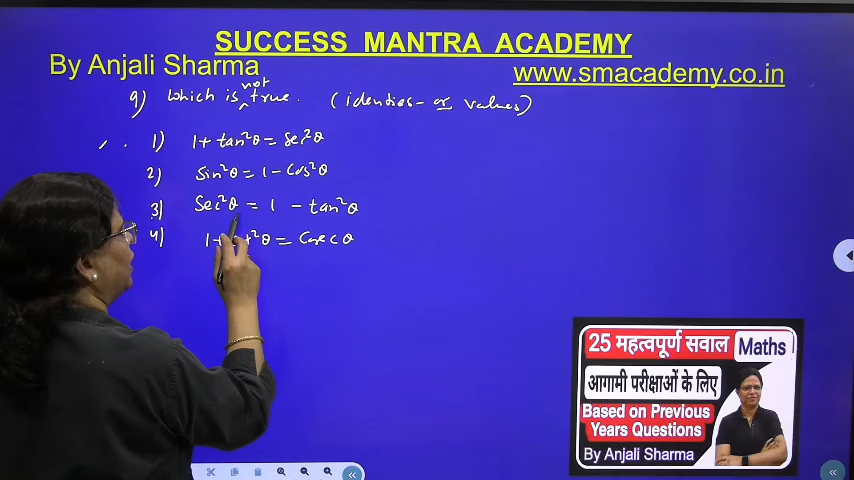 SUCCESS MANTRA ACADEMY
By Anjali Sharma
www.smacademy.co.in
9) Which is not true. (identies - or values)
1) 1 + tan²θ = sec²θ
2) Sin²θ = 1 - Cos²θ
3) Sec²θ = 1 - tan²θ
4) 1 + t²θ = Cosec θ
25 महत्वपूर्ण सवाल Maths
आगामी परीक्षाओं के लिए
Based on Previous
Years Questions
By Anjali Sharma